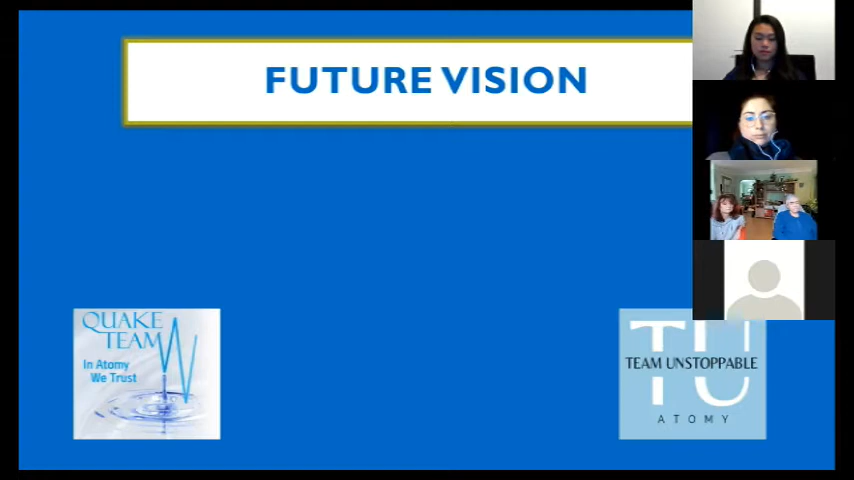 FUTURE VISION
QUAKE
TEAM
In Atomy
We Trust
TU
TEAM UNSTOPPABLE
ATOMY